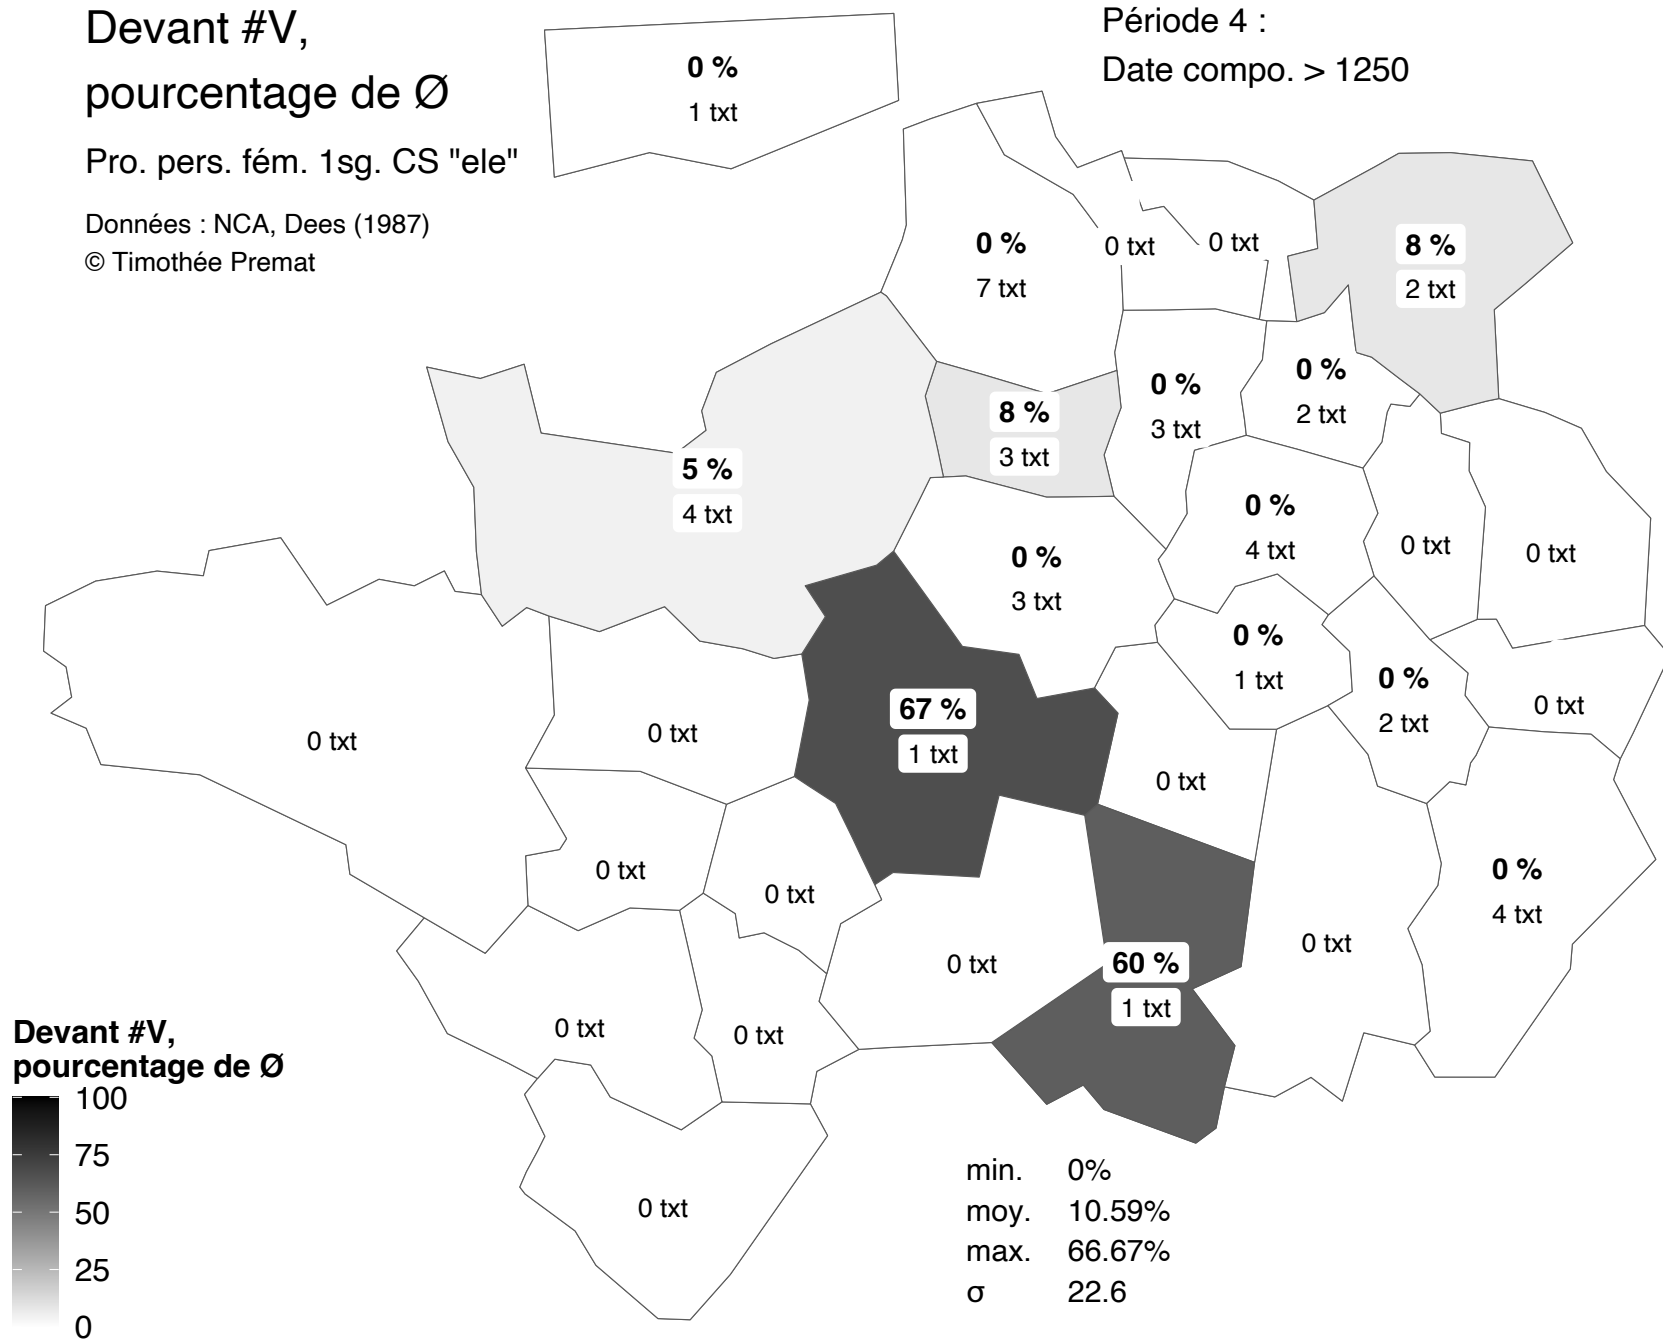 Devant #V,
pourcentage de Ø
Pro. pers. fém. 1sg. CS "ele"
Données : NCA, Dees (1987)
© Timothée Premat
Période 4 :
Date compo. > 1250
0 %
1 txt
0 %
7 txt
0 txt
0 txt
8 %
2 txt
0 %
2 txt
0 %
3 txt
8 %
3 txt
5 %
4 txt
0 %
4 txt
0 txt
0 txt
0 %
3 txt
0 %
1 txt
0 %
2 txt
0 txt
67 %
1 txt
0 txt
0 txt
0 txt
0 txt
0 txt
0 %
4 txt
0 txt
0 txt
60 %
1 txt
0 txt
0 txt
0 txt
0 txt
Devant #V,
pourcentage de Ø
100
75
50
25
0
min. 0%
moy. 10.59%
max. 66.67%
σ 22.6